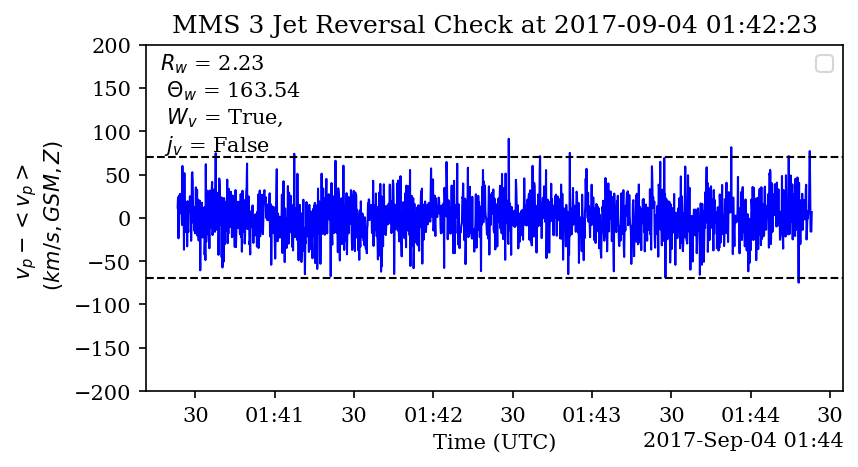 MMS 3 Jet Reversal Check at 2017-09-04 01:42:23
200
150
100
50
0
−50
−100
−150
−200
v_p − < v_p >
(km/s, GSM, Z)
R_w = 2.23
Θ_w = 163.54
W_v = True,
j_v = False
30 01:41 30 01:42 30 01:43 30 01:44 30
Time (UTC)
2017-Sep-04 01:44